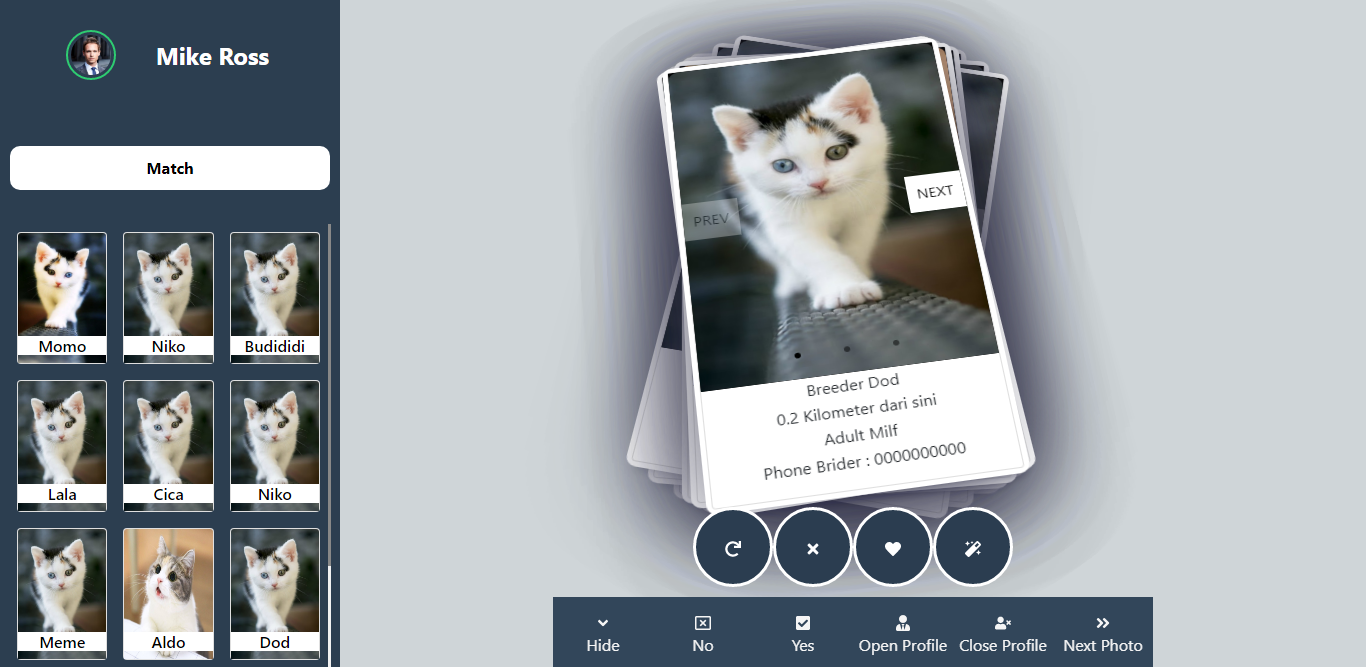 Mike Ross
Match
Momo
Niko
Budididi
Lala
Cica
Niko
Meme
Aldo
Dod
NEXT
PREV
Breeder Dod
0.2 Kilometer dari sini
Adult Milf
Phone Brider : 0000000000
Hide
No
Yes
Open Profile
Close Profile
Next Photo